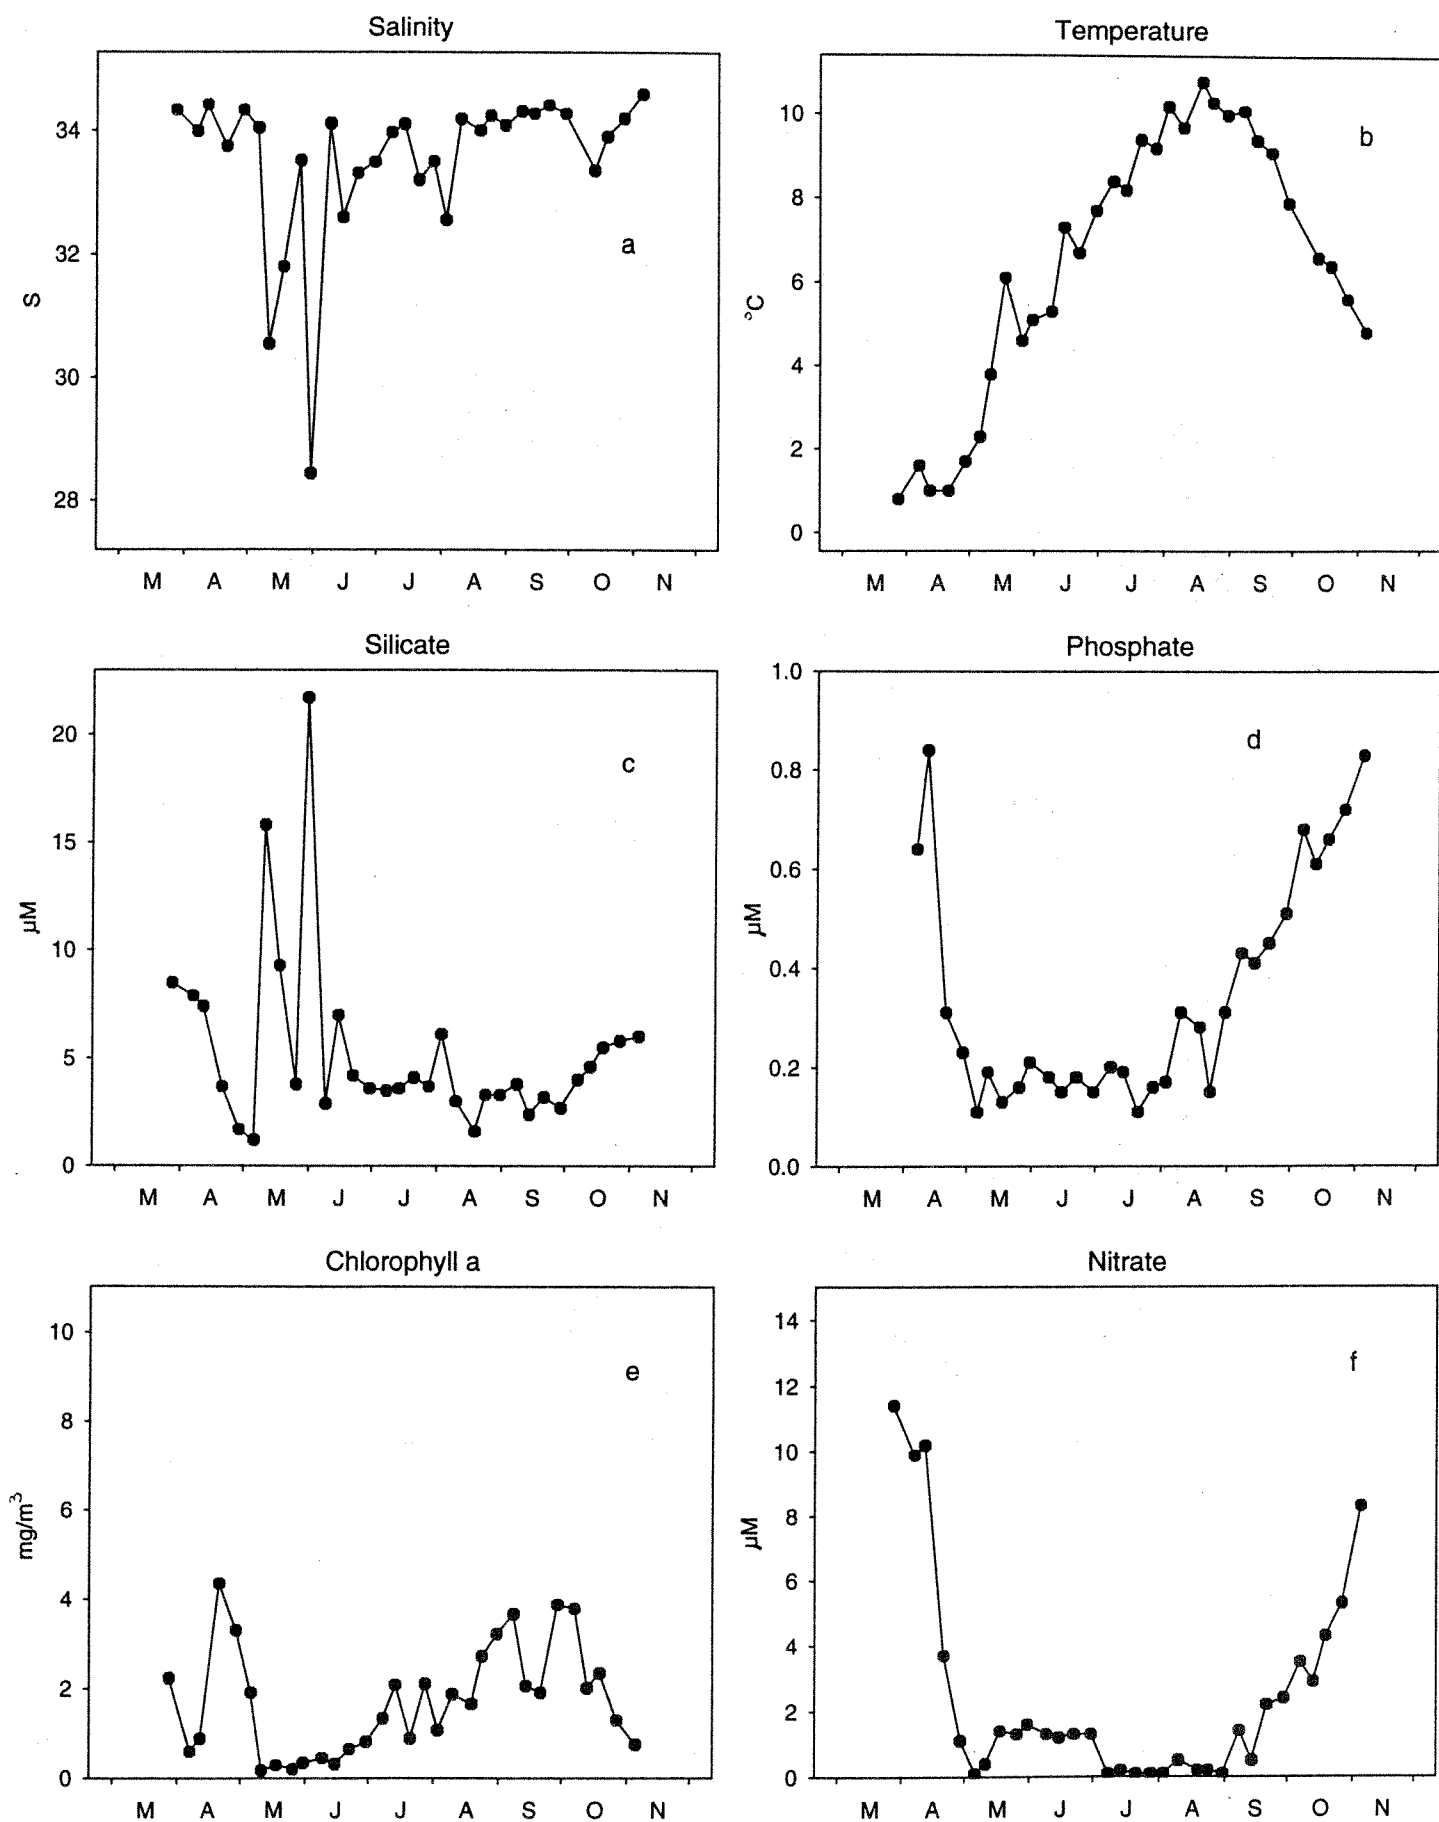 Salinity
34
32
30
28
S
a
M A M J J A S O N
Temperature
10
8
6
4
2
0
°C
b
M A M J J A S O N
Silicate
20
15
10
5
0
µM
c
M A M J J A S O N
Phosphate
1.0
0.8
0.6
0.4
0.2
0.0
µM
d
M A M J J A S O N
Chlorophyll a
10
8
6
4
2
0
mg/m³
e
M A M J J A S O N
Nitrate
14
12
10
8
6
4
2
0
µM
f
M A M J J A S O N